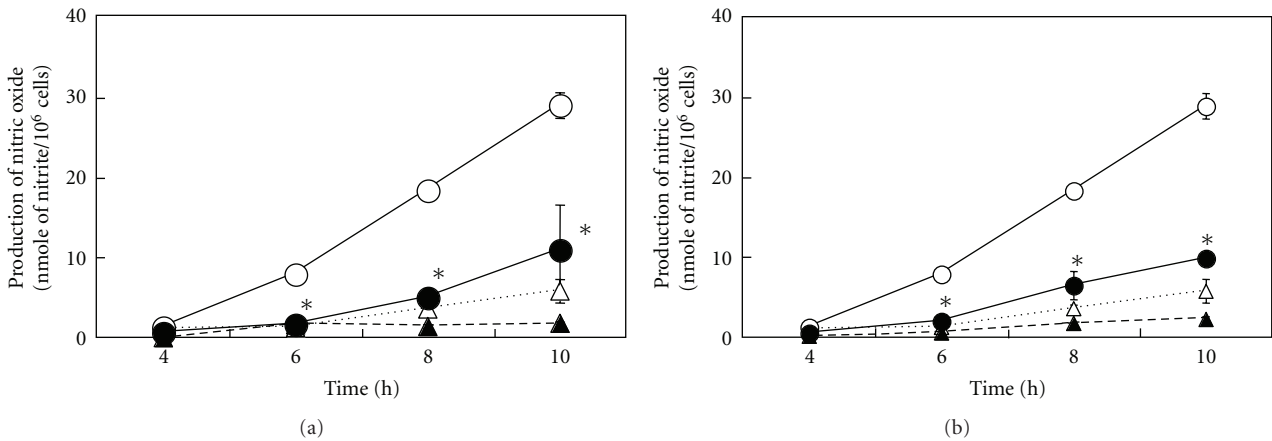 Production of nitric oxide
(nmole of nitrite/10⁶ cells)
40
30
20
10
0
4 6 8 10
* * *
Time (h)
(a)
Production of nitric oxide
(nmole of nitrite/10⁶ cells)
40
30
20
10
0
4 6 8 10
* * *
Time (h)
(b)